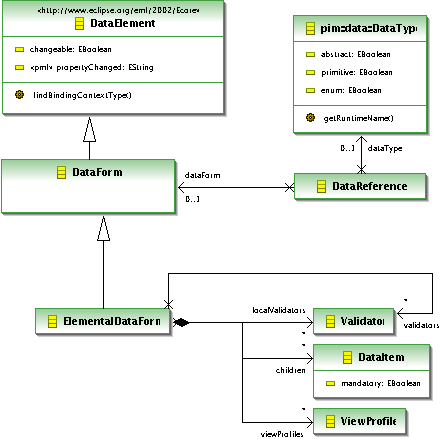 <http://www.eclipse.org/emf/2002/Ecore>
DataElement
changeable: EBoolean
<pml> propertyChanged: EString
findBindingContextType()
pim::data::DataType
abstract: EBoolean
primitive: EBoolean
enum: EBoolean
getRuntimeName()
0..1 dataType
DataForm
dataForm
0..1
DataReference
ElementalDataForm
localValidators
*
Validator
*
validators
*
children
DataItem
mandatory: EBoolean
*
viewProfiles
ViewProfile